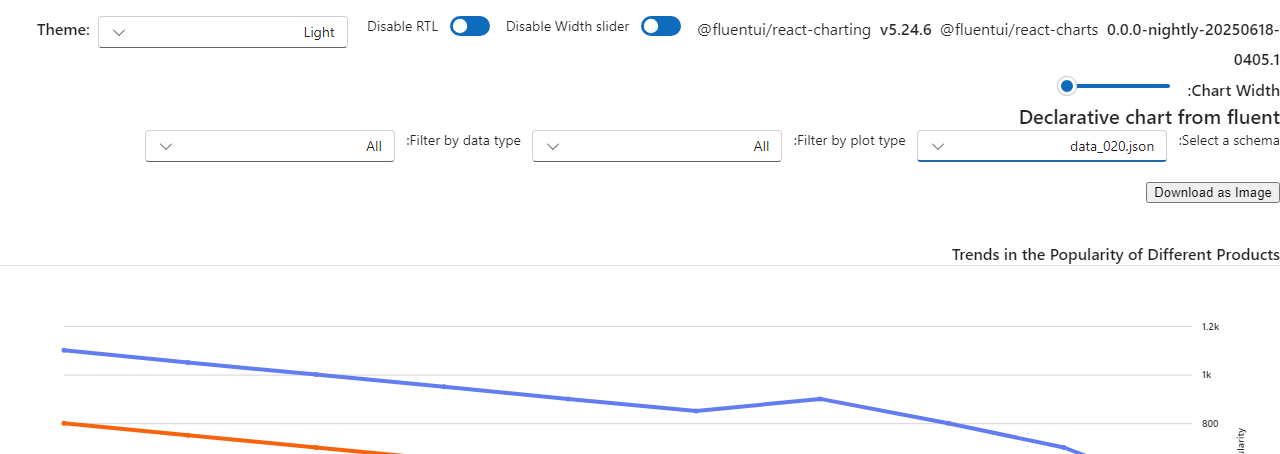 Theme: Light Disable RTL Disable Width slider @fluentui/react-charting v5.24.6 @fluentui/react-charts 0.0.0-nightly-20250618-
0405.1
:Chart Width
Declarative chart from fluent
:Select a schema data_020.json :Filter by plot type All :Filter by data type All
Download as Image
Trends in the Popularity of Different Products
1.2k
1k
800